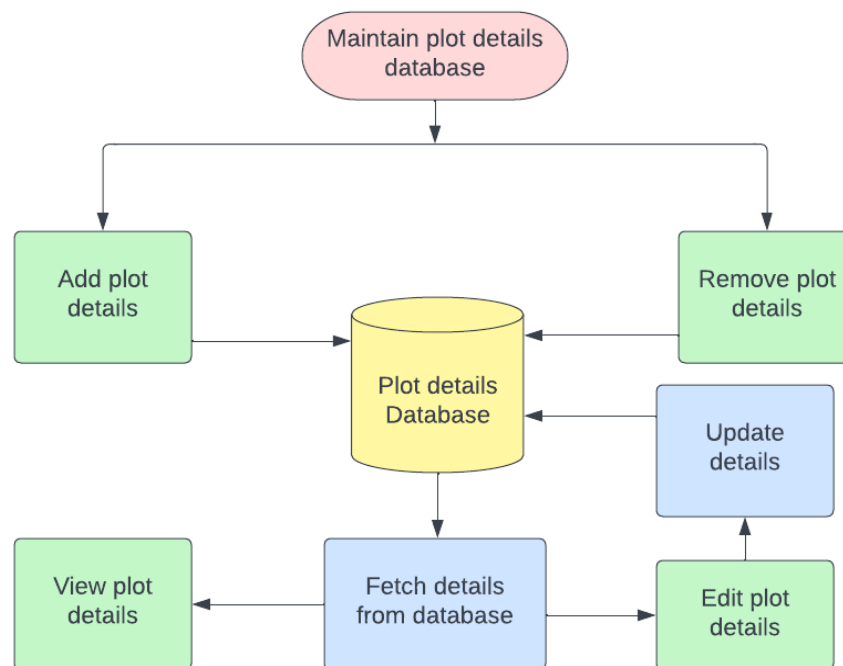 Maintain plot details
database
Add plot
details
Remove plot
details
Plot details
Database
Update
details
View plot
details
Fetch details
from database
Edit plot
details